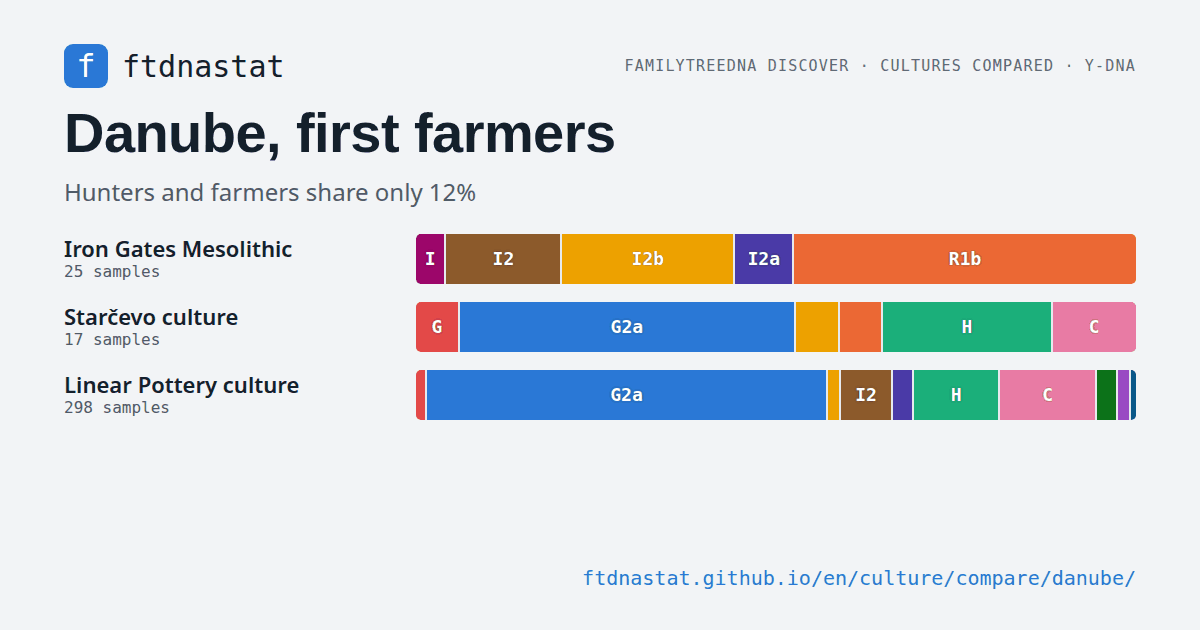 f ftdnastat
FAMILYTREEDNA DISCOVER · CULTURES COMPARED · Y-DNA
Danube, first farmers
Hunters and farmers share only 12%
Iron Gates Mesolithic
25 samples
I I2 I2b I2a R1b
Starčevo culture
17 samples
G G2a H C
Linear Pottery culture
298 samples
G2a I2 H C
ftdnastat.github.io/en/culture/compare/danube/